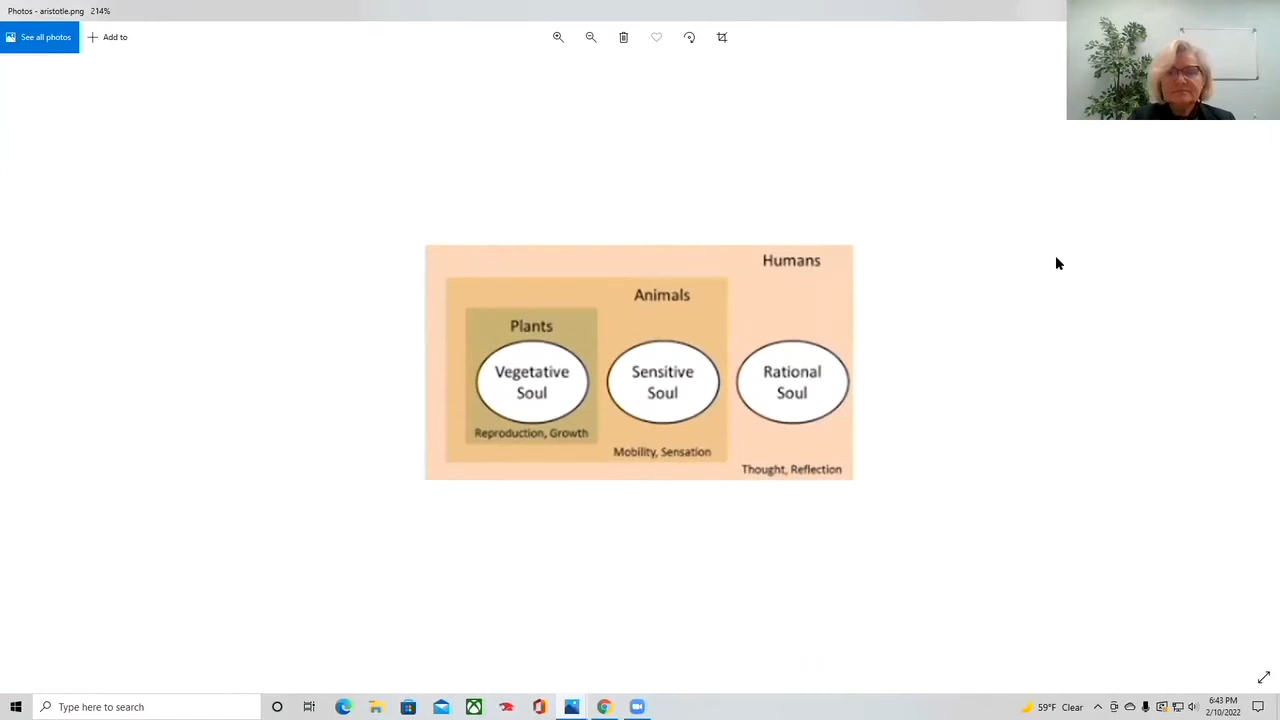 Photos - aristotle.png 214%
See all photos
Add to
Humans
Animals
Plants
Vegetative
Soul
Sensitive
Soul
Rational
Soul
Reproduction, Growth
Mobility, Sensation
Thought, Reflection
Type here to search
59°F Clear
6:43 PM
2/10/2022